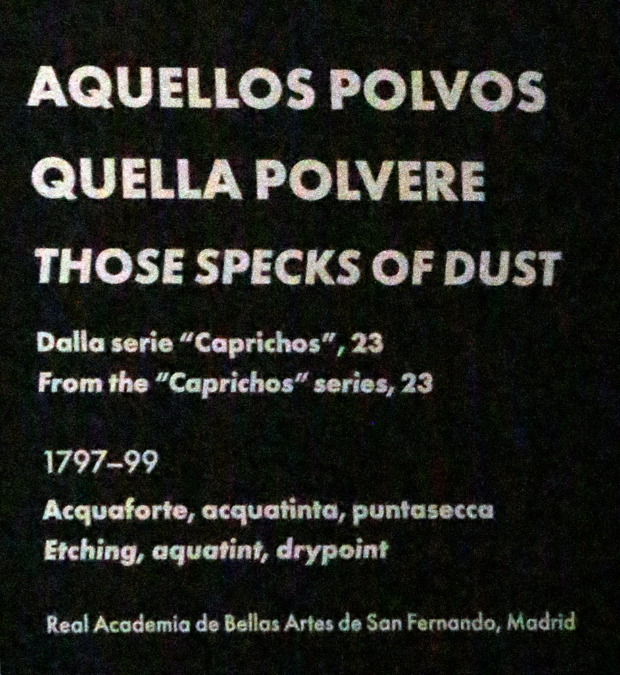 AQUELLOS POLVOS
QUELLA POLVERE
THOSE SPECKS OF DUST
Dalla serie “Caprichos”, 23
From the “Caprichos” series, 23
1797–99
Acquaforte, acquatinta, puntasecca
Etching, aquatint, drypoint
Real Academia de Bellas Artes de San Fernando, Madrid